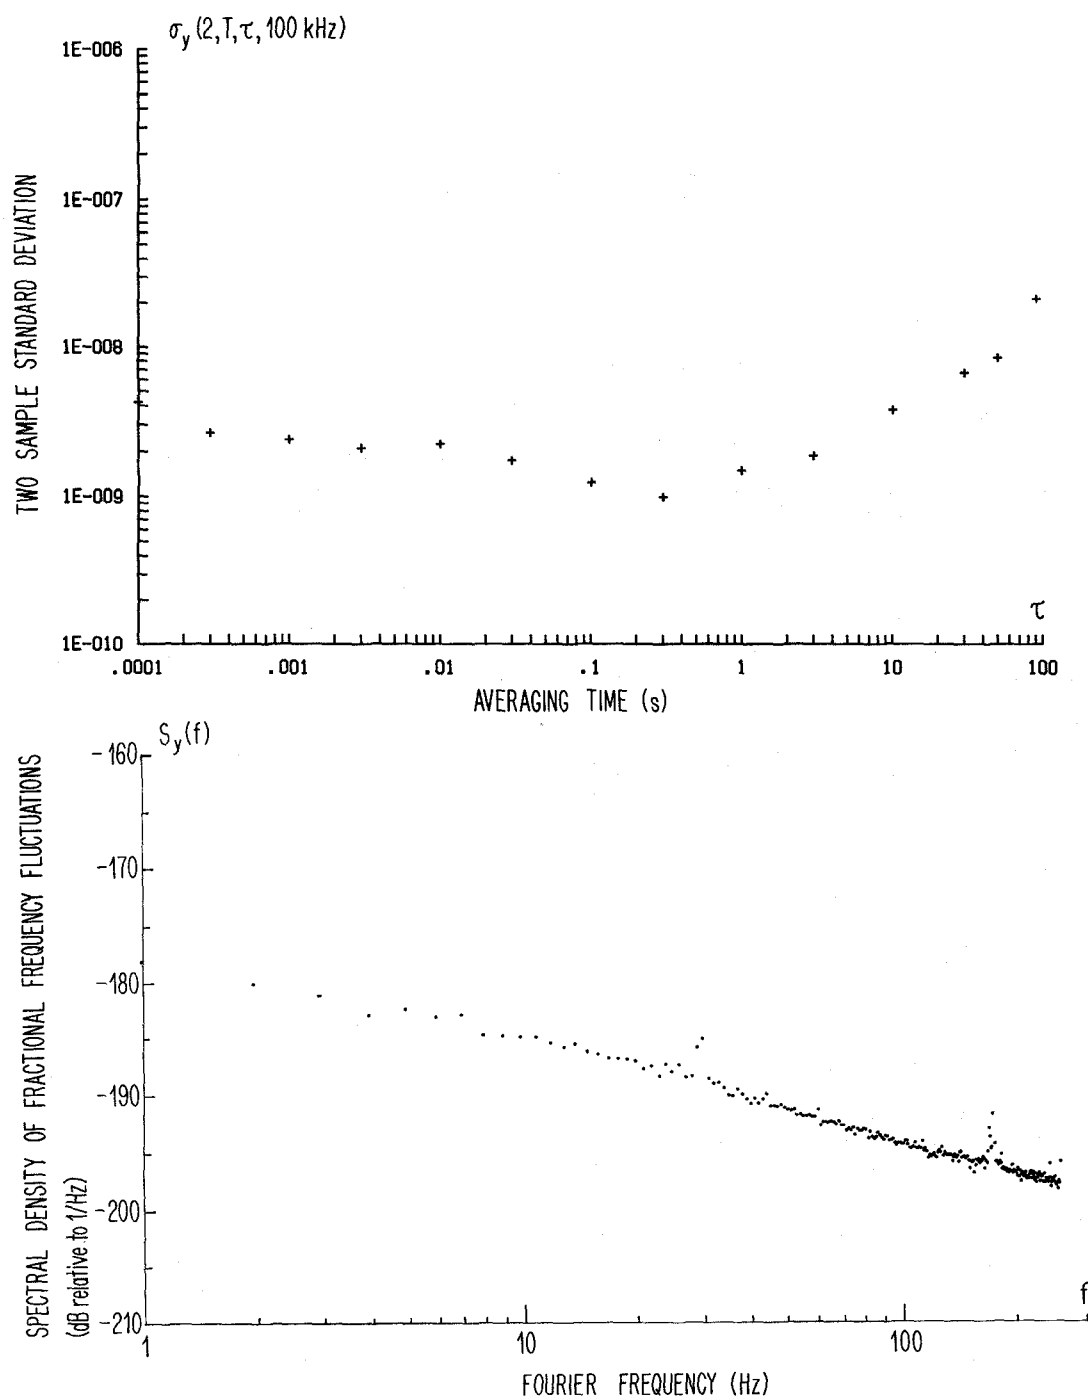 σy (2,T,τ, 100 kHz)
TWO SAMPLE STANDARD DEVIATION
1E-006
1E-007
1E-008
1E-009
1E-010
τ
.0001 .001 .01 .1 1 10 100
AVERAGING TIME (s)
Sy(f)
SPECTRAL DENSITY OF FRACTIONAL FREQUENCY FLUCTUATIONS
(dB relative to 1/Hz)
-160
-170
-180
-190
-200
-210
f
1 10 100
FOURIER FREQUENCY (Hz)